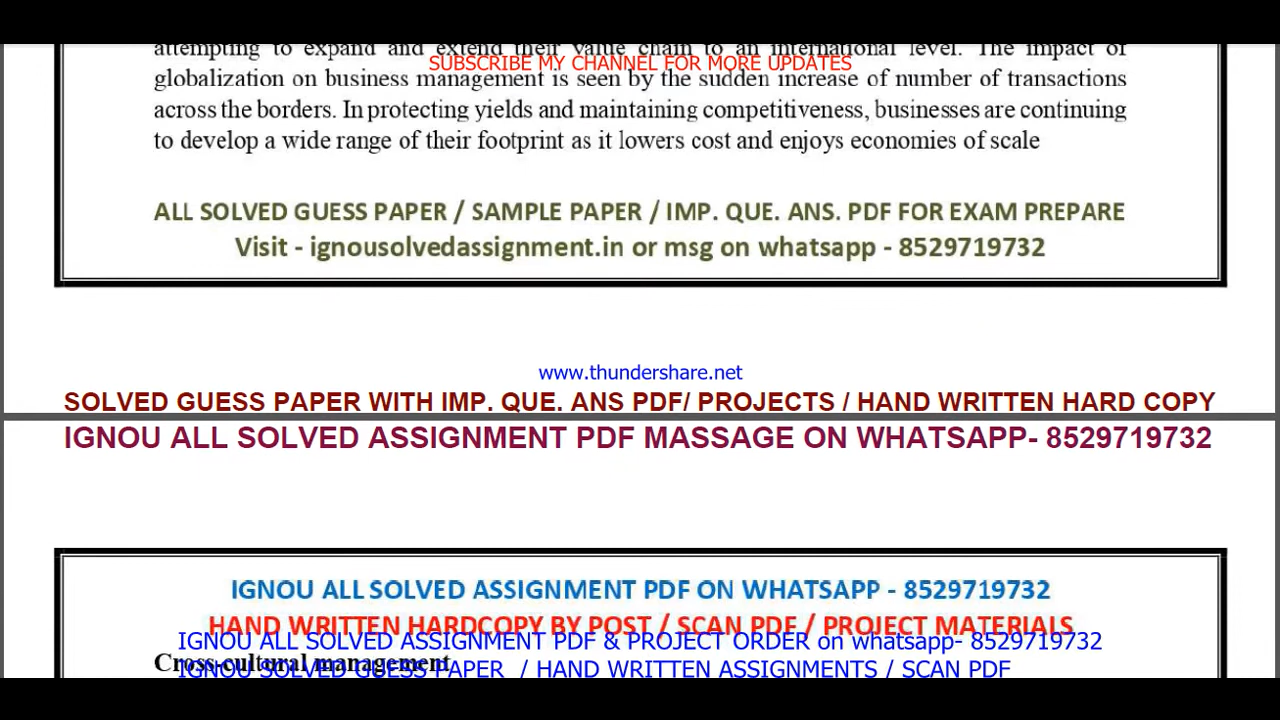 attempting to expand and extend their value chain to an international level. The impact of
SUBSCRIBE MY CHANNEL FOR MORE UPDATES
globalization on business management is seen by the sudden increase of number of transactions
across the borders. In protecting yields and maintaining competitiveness, businesses are continuing
to develop a wide range of their footprint as it lowers cost and enjoys economies of scale
ALL SOLVED GUESS PAPER / SAMPLE PAPER / IMP. QUE. ANS. PDF FOR EXAM PREPARE
Visit - ignousolvedassignment.in or msg on whatsapp - 8529719732
www.thundershare.net
SOLVED GUESS PAPER WITH IMP. QUE. ANS PDF/ PROJECTS / HAND WRITTEN HARD COPY
IGNOU ALL SOLVED ASSIGNMENT PDF MASSAGE ON WHATSAPP- 8529719732
IGNOU ALL SOLVED ASSIGNMENT PDF ON WHATSAPP - 8529719732
HAND WRITTEN HARDCOPY BY POST / SCAN PDF / PROJECT MATERIALS
IGNOU ALL SOLVED ASSIGNMENT PDF & PROJECT ORDER on whatsapp- 8529719732
Cross-cultural management
IGNOU SOLVED GUESS PAPER / HAND WRITTEN ASSIGNMENTS / SCAN PDF